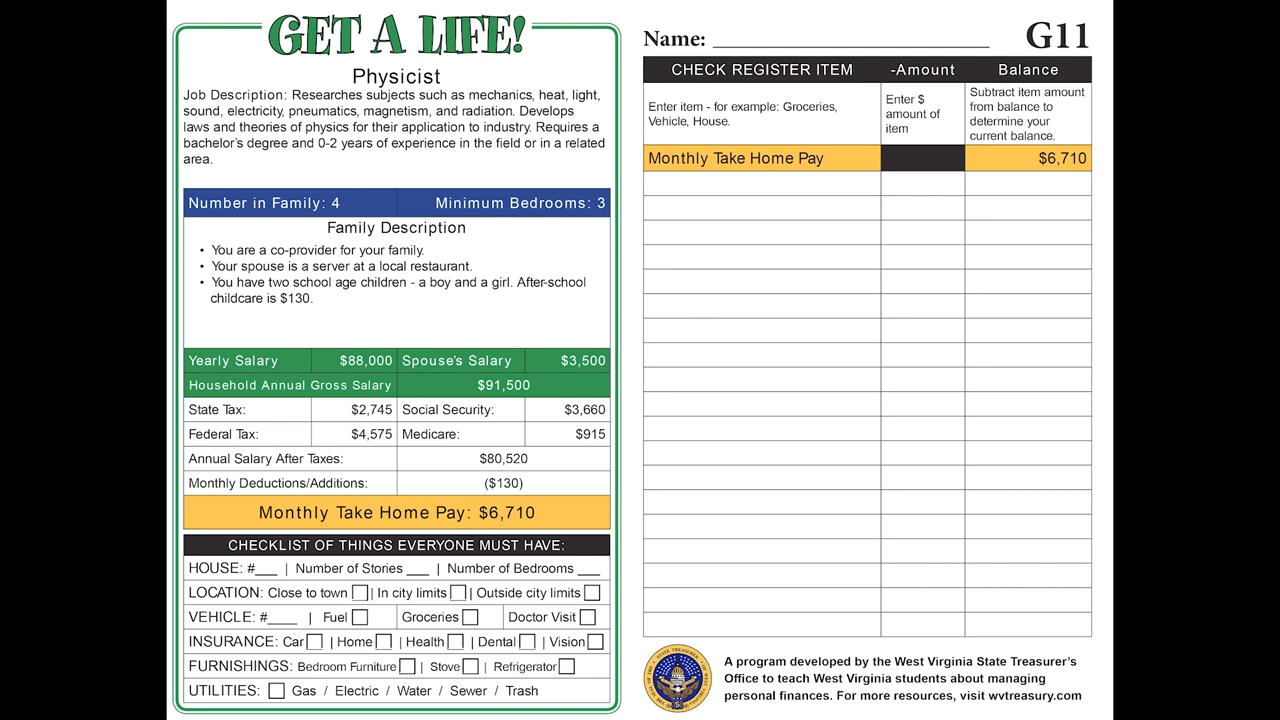 GET A LIFE!
Physicist
Job Description: Researches subjects such as mechanics, heat, light,
sound, electricity, pneumatics, magnetism, and radiation. Develops
laws and theories of physics for their application to industry. Requires a
bachelor's degree and 0-2 years of experience in the field or in a related
area.
Number in Family: 4 Minimum Bedrooms: 3
Family Description
• You are a co-provider for your family.
• Your spouse is a server at a local restaurant.
• You have two school age children - a boy and a girl. After-school
childcare is $130.
Yearly Salary $88,000 Spouse's Salary $3,500
Household Annual Gross Salary $91,500
State Tax: $2,745 Social Security: $3,660
Federal Tax: $4,575 Medicare: $915
Annual Salary After Taxes: $80,520
Monthly Deductions/Additions: ($130)
Monthly Take Home Pay: $6,710
CHECKLIST OF THINGS EVERYONE MUST HAVE:
HOUSE: #___ | Number of Stories ___ | Number of Bedrooms ___
LOCATION: Close to town | In city limits | Outside city limits
VEHICLE: #____ | Fuel Groceries Doctor Visit
INSURANCE: Car | Home | Health | Dental | Vision
FURNISHINGS: Bedroom Furniture | Stove | Refrigerator
UTILITIES: Gas / Electric / Water / Sewer / Trash
Name: ____________________ G11
CHECK REGISTER ITEM -Amount Balance
Enter item - for example: Groceries,
Vehicle, House.
Enter $
amount of
item
Subtract item amount
from balance to
determine your
current balance.
Monthly Take Home Pay $6,710
A program developed by the West Virginia State Treasurer's
Office to teach West Virginia students about managing
personal finances. For more resources, visit wvtreasury.com